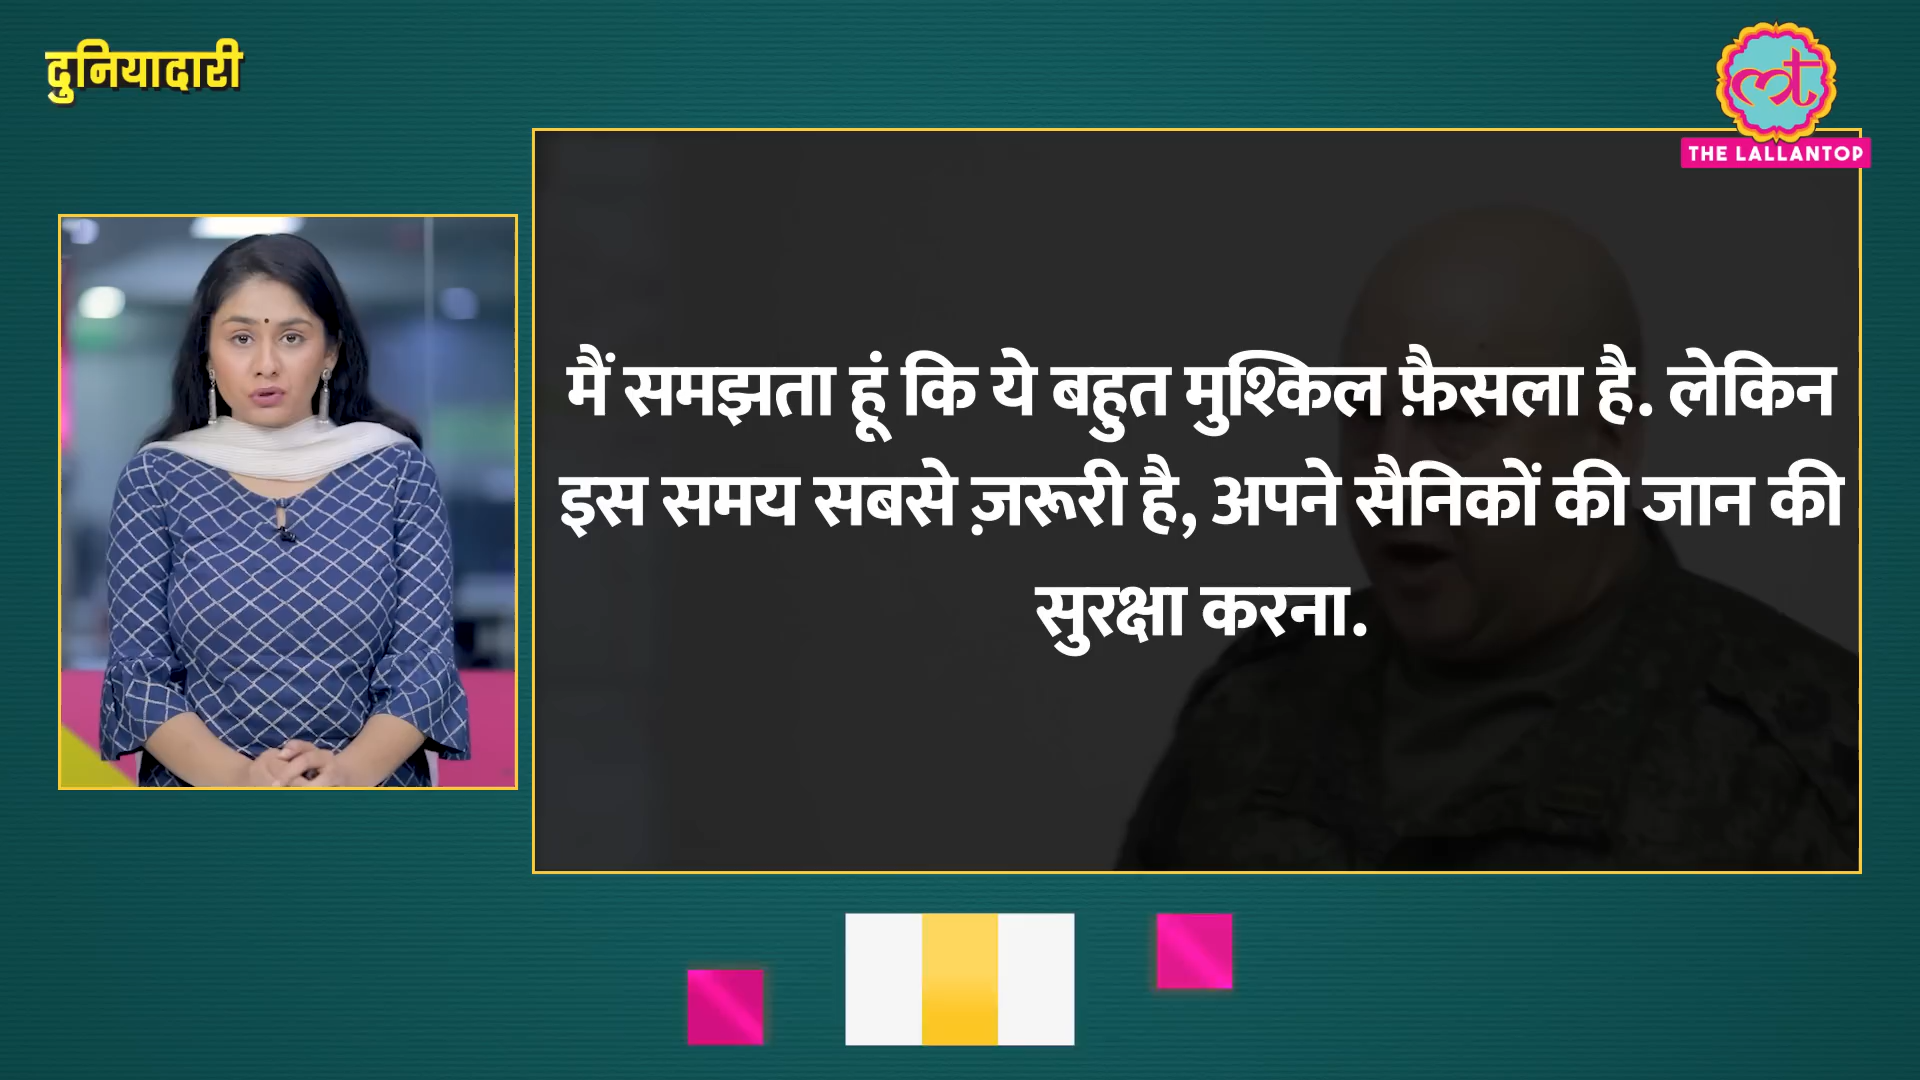 दुनियादारी
THE LALLANTOP
मैं समझता हूं कि ये बहुत मुश्किल फ़ैसला है. लेकिन
इस समय सबसे ज़रूरी है, अपने सैनिकों की जान की
सुरक्षा करना.